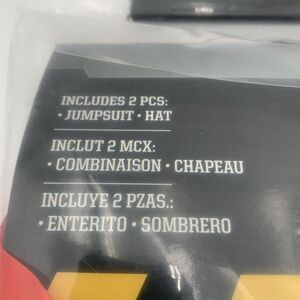 INCLUDES 2 PCS:
• JUMPSUIT • HAT
INCLUT 2 MCX:
• COMBINAISON • CHAPEAU
INCLUYE 2 PZAS.:
• ENTERITO • SOMBRERO